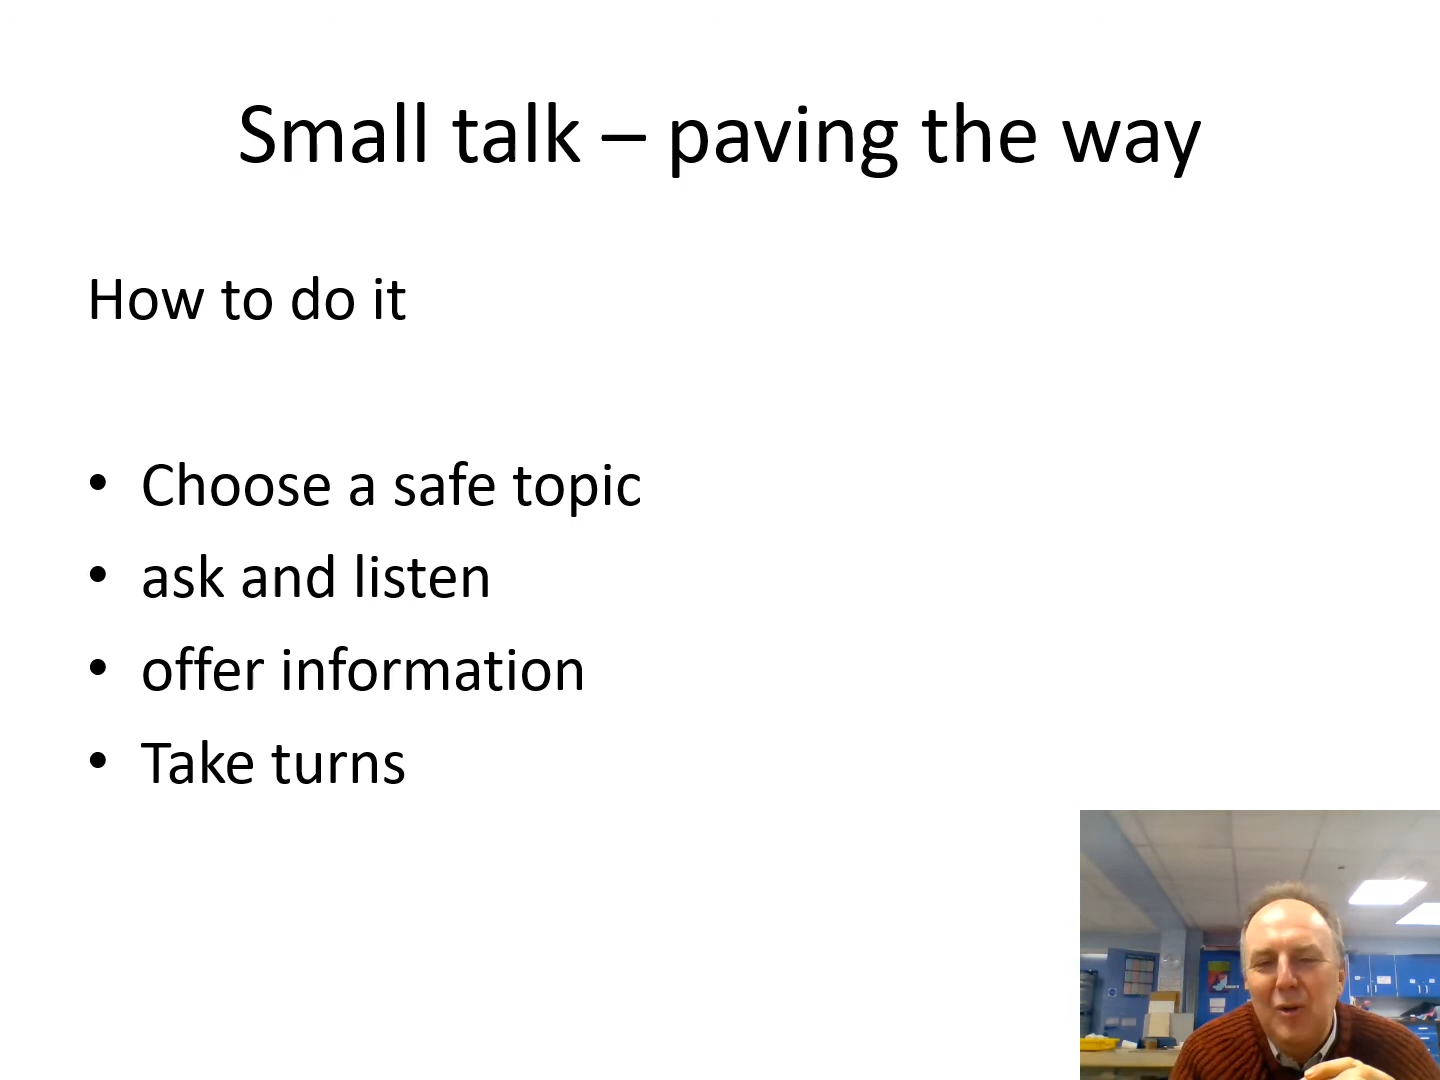 Small talk – paving the way
How to do it
• Choose a safe topic
• ask and listen
• offer information
• Take turns